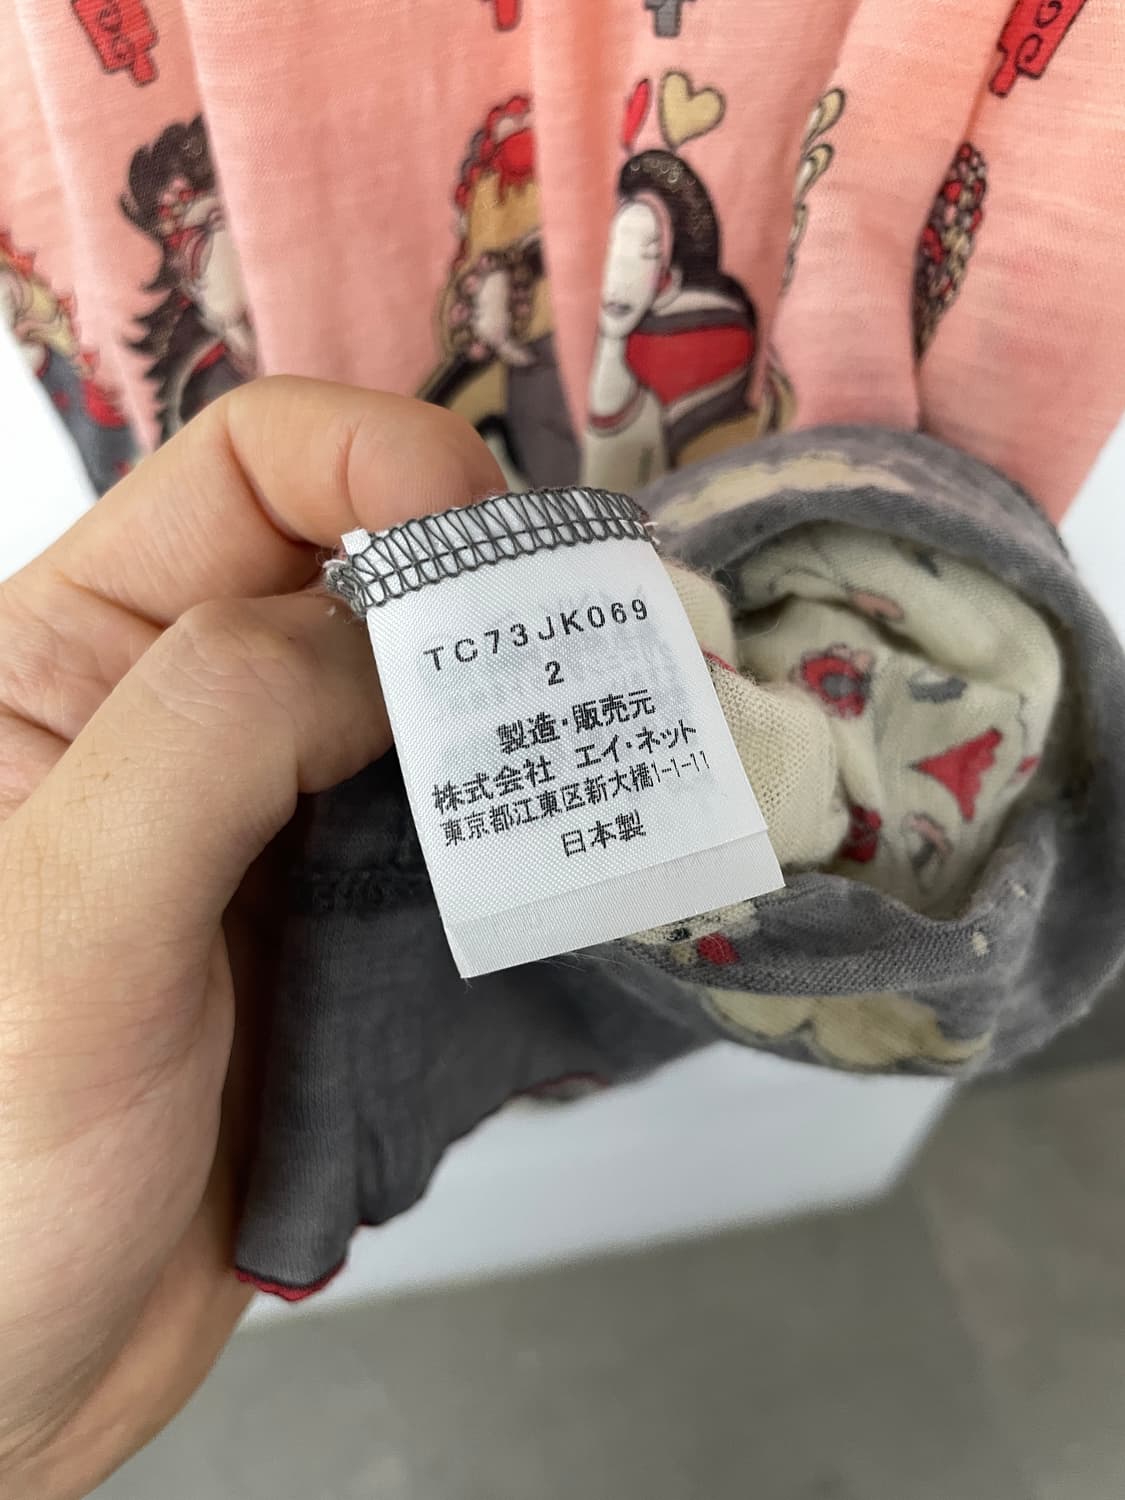 TC73JK069
2
製造・販売元
株式会社 エイ・ネット
東京都江東区新大橋1-1-11
日本製